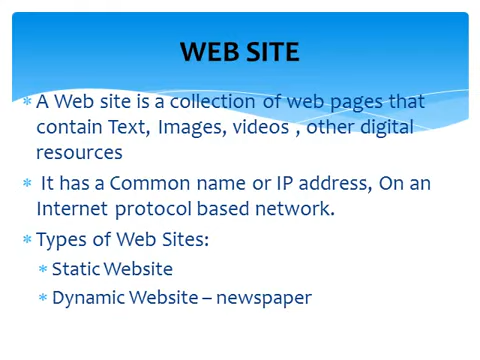 WEB SITE
* A Web site is a collection of web pages that
contain Text, Images, videos , other digital
resources
* It has a Common name or IP address, On an
Internet protocol based network.
* Types of Web Sites:
* Static Website
* Dynamic Website – newspaper